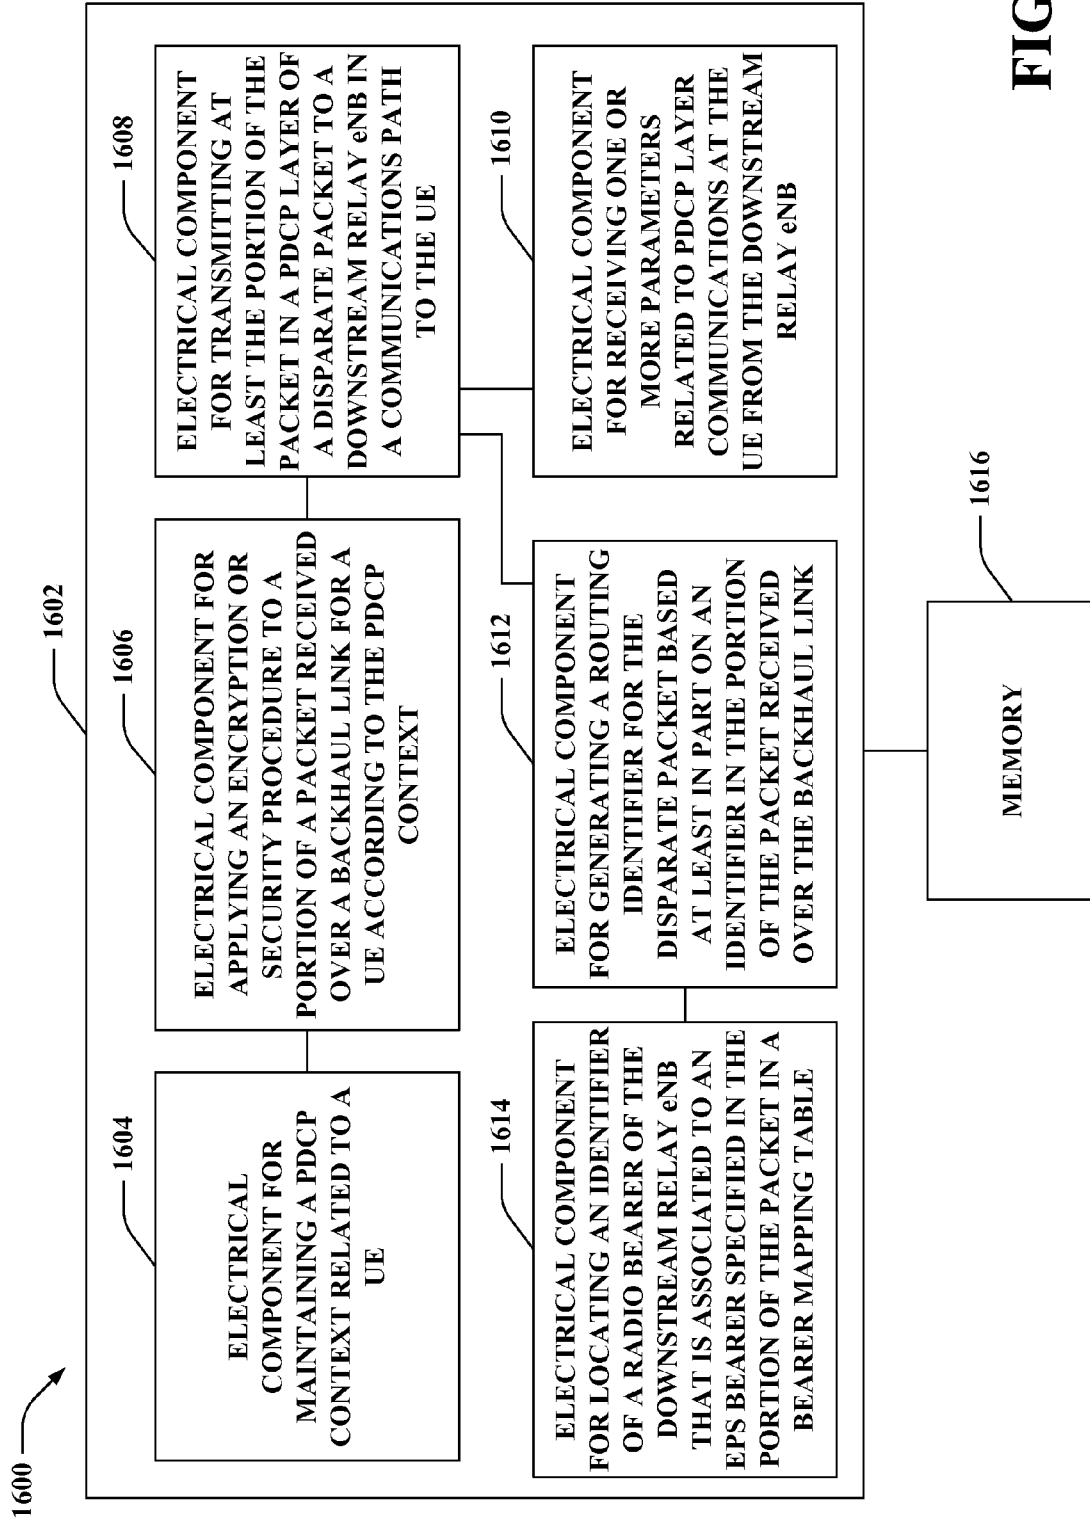 1600
1602
1604
ELECTRICAL
COMPONENT FOR
MAINTAINING A PDCP
CONTEXT RELATED TO A
UE
1606
ELECTRICAL COMPONENT FOR
APPLYING AN ENCRYPTION OR
SECURITY PROCEDURE TO A
PORTION OF A PACKET RECEIVED
OVER A BACKHAUL LINK FOR A
UE ACCORDING TO THE PDCP
CONTEXT
1608
ELECTRICAL COMPONENT
FOR TRANSMITTING AT
LEAST THE PORTION OF THE
PACKET IN A PDCP LAYER OF
A DISPARATE PACKET TO A
DOWNSTREAM RELAY eNB IN
A COMMUNICATIONS PATH
TO THE UE
1614
ELECTRICAL COMPONENT
FOR LOCATING AN IDENTIFIER
OF A RADIO BEARER OF THE
DOWNSTREAM RELAY eNB
THAT IS ASSOCIATED TO AN
EPS BEARER SPECIFIED IN THE
PORTION OF THE PACKET IN A
BEARER MAPPING TABLE
1612
ELECTRICAL COMPONENT
FOR GENERATING A ROUTING
IDENTIFIER FOR THE
DISPARATE PACKET BASED
AT LEAST IN PART ON AN
IDENTIFIER IN THE PORTION
OF THE PACKET RECEIVED
OVER THE BACKHAUL LINK
1610
ELECTRICAL COMPONENT
FOR RECEIVING ONE OR
MORE PARAMETERS
RELATED TO PDCP LAYER
COMMUNICATIONS AT THE
UE FROM THE DOWNSTREAM
RELAY eNB
1616
MEMORY
FIG